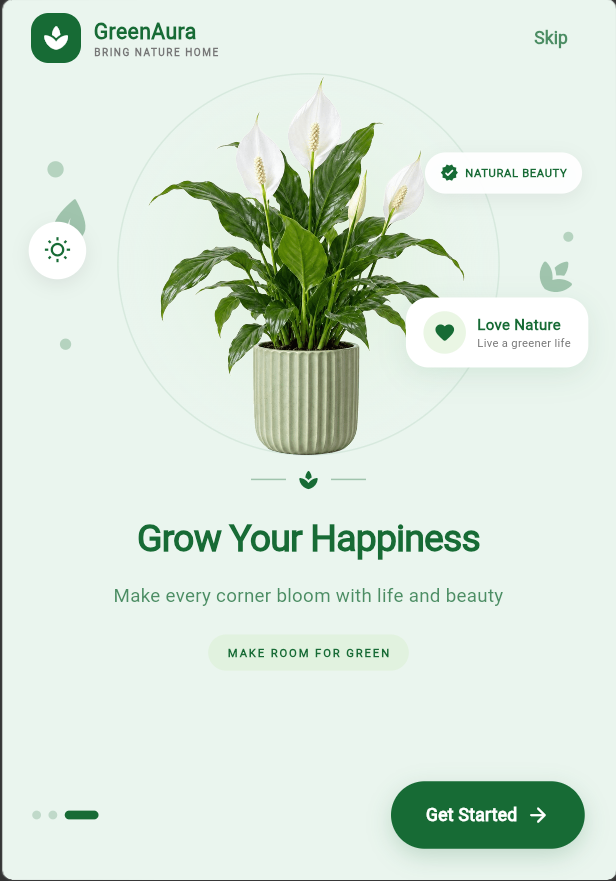 GreenAura
BRING NATURE HOME
Skip
NATURAL BEAUTY
Love Nature
Live a greener life
Grow Your Happiness
Make every corner bloom with life and beauty
MAKE ROOM FOR GREEN
Get Started